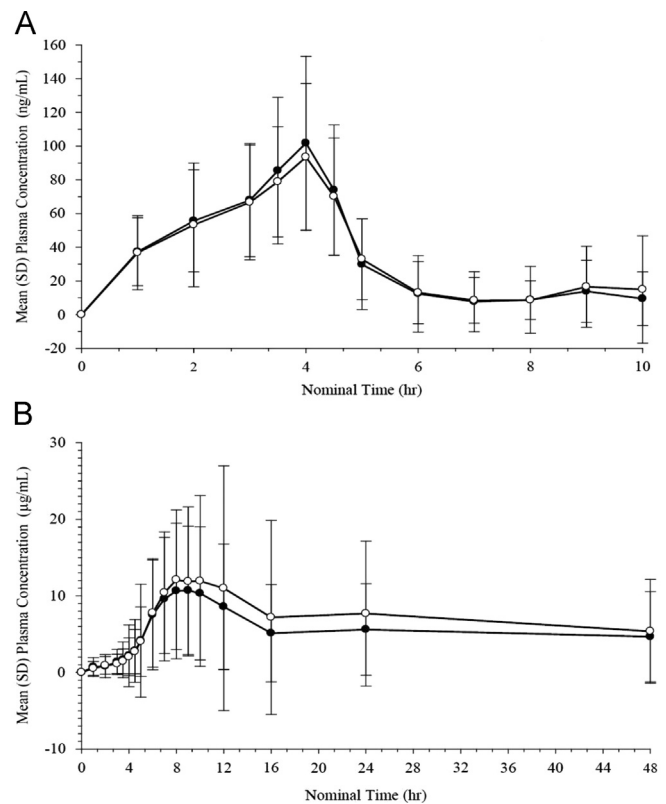 A
Mean (SD) Plasma Concentration (ng/mL)
160
140
120
100
80
60
40
20
0
-20
0 2 4 6 8 10
Nominal Time (hr)
B
Mean (SD) Plasma Concentration (µg/mL)
30
20
10
0
-10
0 4 8 12 16 20 24 28 32 36 40 44 48
Nominal Time (hr)